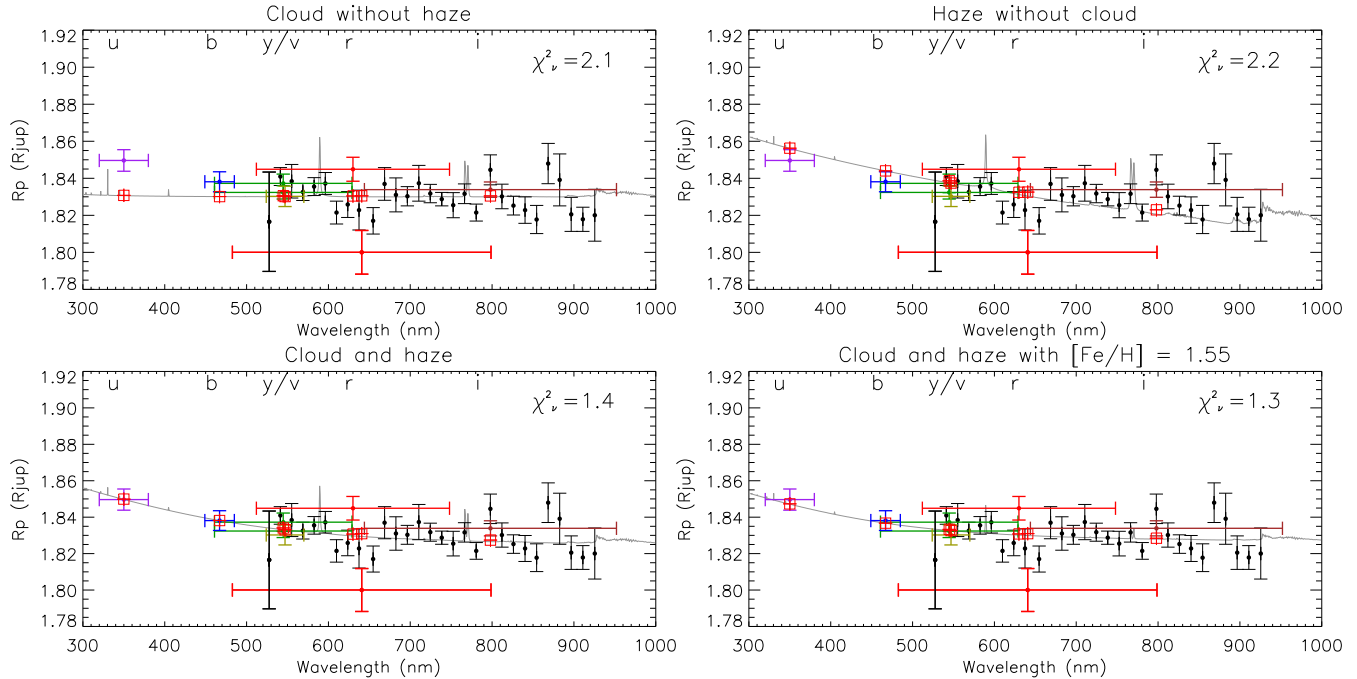 Cloud without haze
u b y/v r i
χ²ᵥ=2.1
1.92
1.90
1.88
1.86
1.84
1.82
1.80
1.78
Rp (Rjup)
300 400 500 600 700 800 900 1000
Wavelength (nm)
Haze without cloud
u b y/v r i
χ²ᵥ=2.2
1.92
1.90
1.88
1.86
1.84
1.82
1.80
1.78
Rp (Rjup)
300 400 500 600 700 800 900 1000
Wavelength (nm)
Cloud and haze
u b y/v r i
χ²ᵥ=1.4
1.92
1.90
1.88
1.86
1.84
1.82
1.80
1.78
Rp (Rjup)
300 400 500 600 700 800 900 1000
Wavelength (nm)
Cloud and haze with [Fe/H] = 1.55
u b y/v r i
χ²ᵥ=1.3
1.92
1.90
1.88
1.86
1.84
1.82
1.80
1.78
Rp (Rjup)
300 400 500 600 700 800 900 1000
Wavelength (nm)